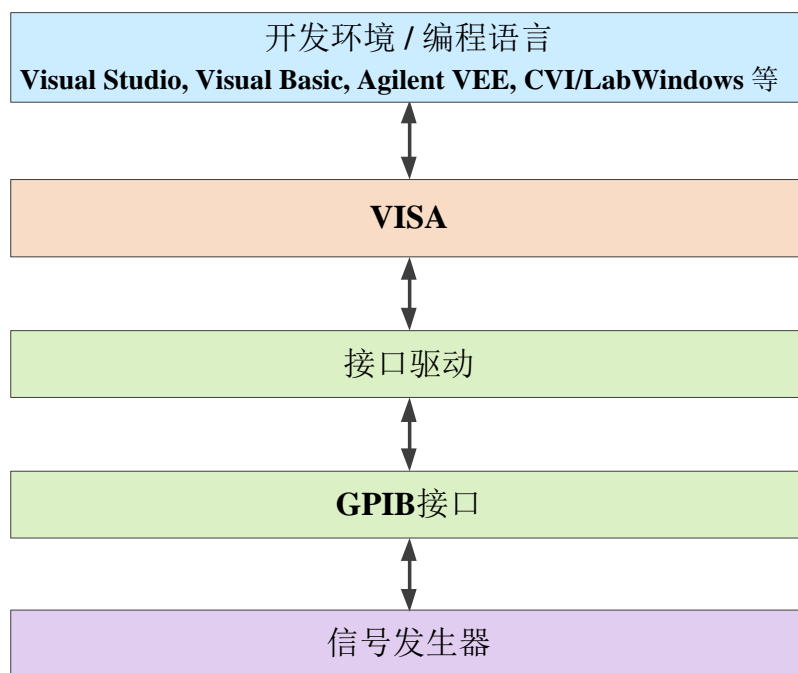 开发环境 / 编程语言
Visual Studio, Visual Basic, Agilent VEE, CVI/LabWindows 等
VISA
接口驱动
GPIB接口
信号发生器